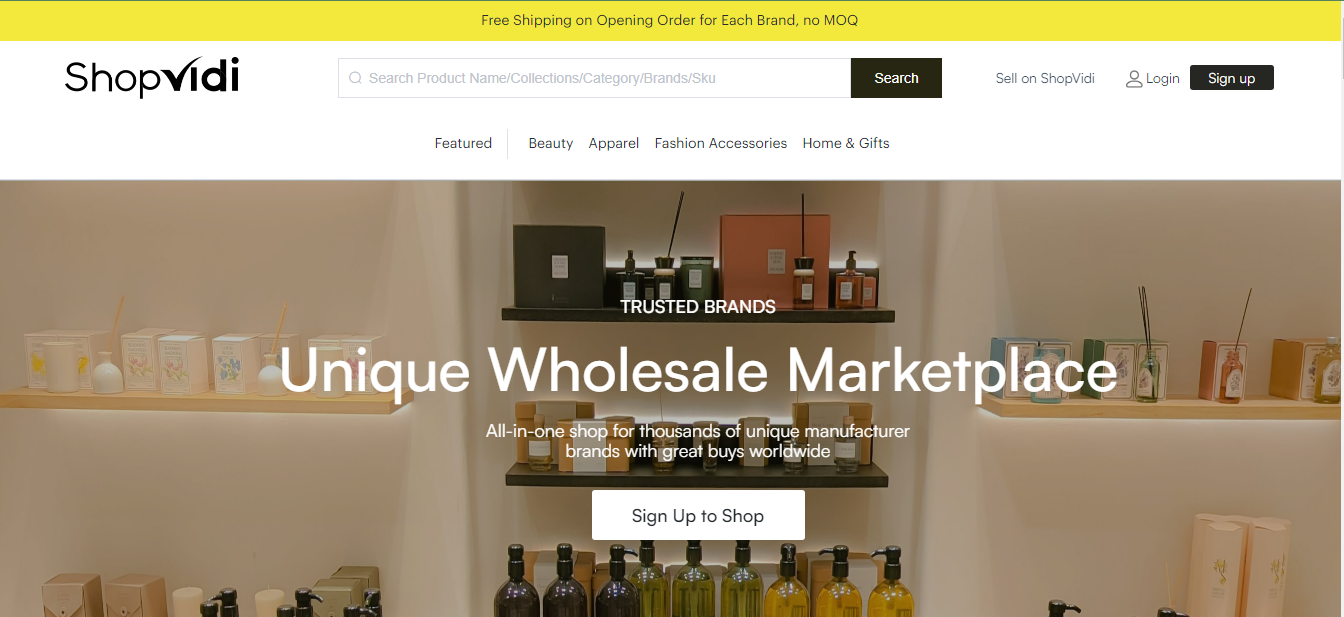 Free Shipping on Opening Order for Each Brand, no MOQ
Shopvidi
Search Product Name/Collections/Category/Brands/Sku
Search
Sell on ShopVidi
Login
Sign up
Featured
Beauty
Apparel
Fashion Accessories
Home & Gifts
TRUSTED BRANDS
Unique Wholesale Marketplace
All-in-one shop for thousands of unique manufacturer
brands with great buys worldwide
Sign Up to Shop